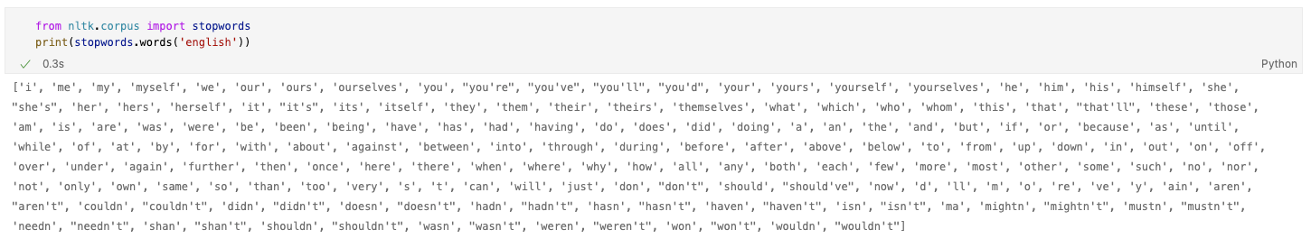 from nltk.corpus import stopwords
print(stopwords.words('english'))
0.3s
Python
['i', 'me', 'my', 'myself', 'we', 'our', 'ours', 'ourselves', 'you', "you're", "you've", "you'll", "you'd", 'your', 'yours', 'yourself', 'yourselves', 'he', 'him', 'his', 'himself', 'she',
"she's", 'her', 'hers', 'herself', 'it', "it's", 'its', 'itself', 'they', 'them', 'their', 'theirs', 'themselves', 'what', 'which', 'who', 'whom', 'this', 'that', "that'll", 'these', 'those',
'am', 'is', 'are', 'was', 'were', 'be', 'been', 'being', 'have', 'has', 'had', 'having', 'do', 'does', 'did', 'doing', 'a', 'an', 'the', 'and', 'but', 'if', 'or', 'because', 'as', 'until',
'while', 'of', 'at', 'by', 'for', 'with', 'about', 'against', 'between', 'into', 'through', 'during', 'before', 'after', 'above', 'below', 'to', 'from', 'up', 'down', 'in', 'out', 'on', 'off',
'over', 'under', 'again', 'further', 'then', 'once', 'here', 'there', 'when', 'where', 'why', 'how', 'all', 'any', 'both', 'each', 'few', 'more', 'most', 'other', 'some', 'such', 'no', 'nor',
'not', 'only', 'own', 'same', 'so', 'than', 'too', 'very', 's', 't', 'can', 'will', 'just', 'don', "don't", 'should', "should've", 'now', 'd', 'll', 'm', 'o', 're', 've', 'y', 'ain', 'aren',
"aren't", 'couldn', "couldn't", 'didn', "didn't", 'doesn', "doesn't", 'hadn', "hadn't", 'hasn', "hasn't", 'haven', "haven't", 'isn', "isn't", 'ma', 'mightn', "mightn't", 'mustn', "mustn't",
'needn', "needn't", 'shan', "shan't", 'shouldn', "shouldn't", 'wasn', "wasn't", 'weren', "weren't", 'won', "won't", 'wouldn', "wouldn't"]